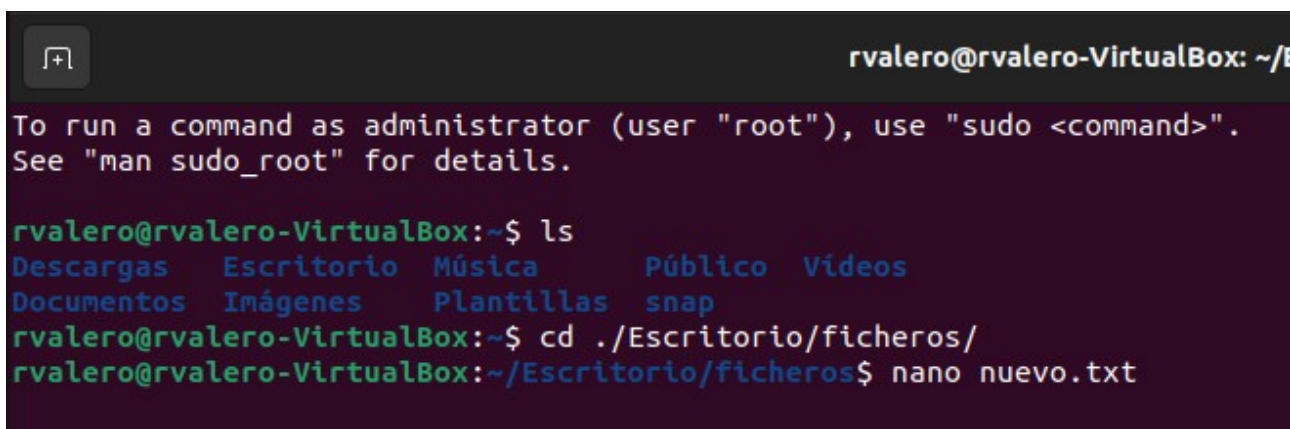 rvalero@rvalero-VirtualBox: ~/E
To run a command as administrator (user "root"), use "sudo <command>".
See "man sudo_root" for details.
rvalero@rvalero-VirtualBox:~$ ls
Descargas Escritorio Música Público Vídeos
Documentos Imágenes Plantillas snap
rvalero@rvalero-VirtualBox:~$ cd ./Escritorio/ficheros/
rvalero@rvalero-VirtualBox:~/Escritorio/ficheros$ nano nuevo.txt